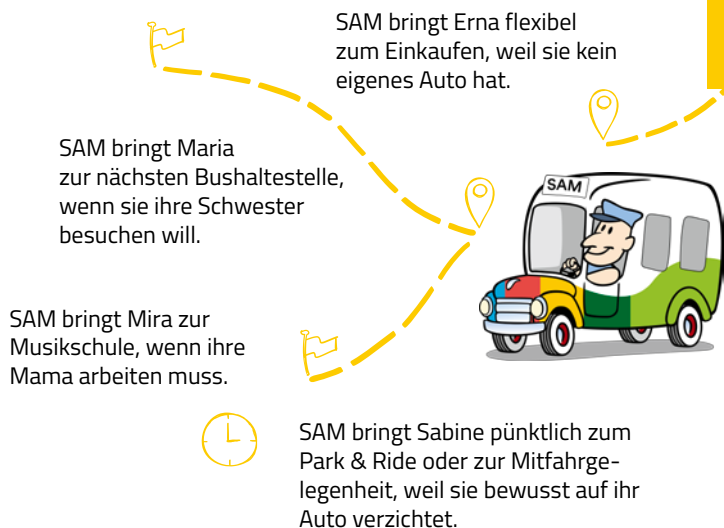 SAM bringt Erna flexibel
zum Einkaufen, weil sie kein
eigenes Auto hat.
SAM bringt Maria
zur nächsten Bushaltestelle,
wenn sie ihre Schwester
besuchen will.
SAM
SAM bringt Mira zur
Musikschule, wenn ihre
Mama arbeiten muss.
SAM bringt Sabine pünktlich zum
Park & Ride oder zur Mitfahrge-
legenheit, weil sie bewusst auf ihr
Auto verzichtet.